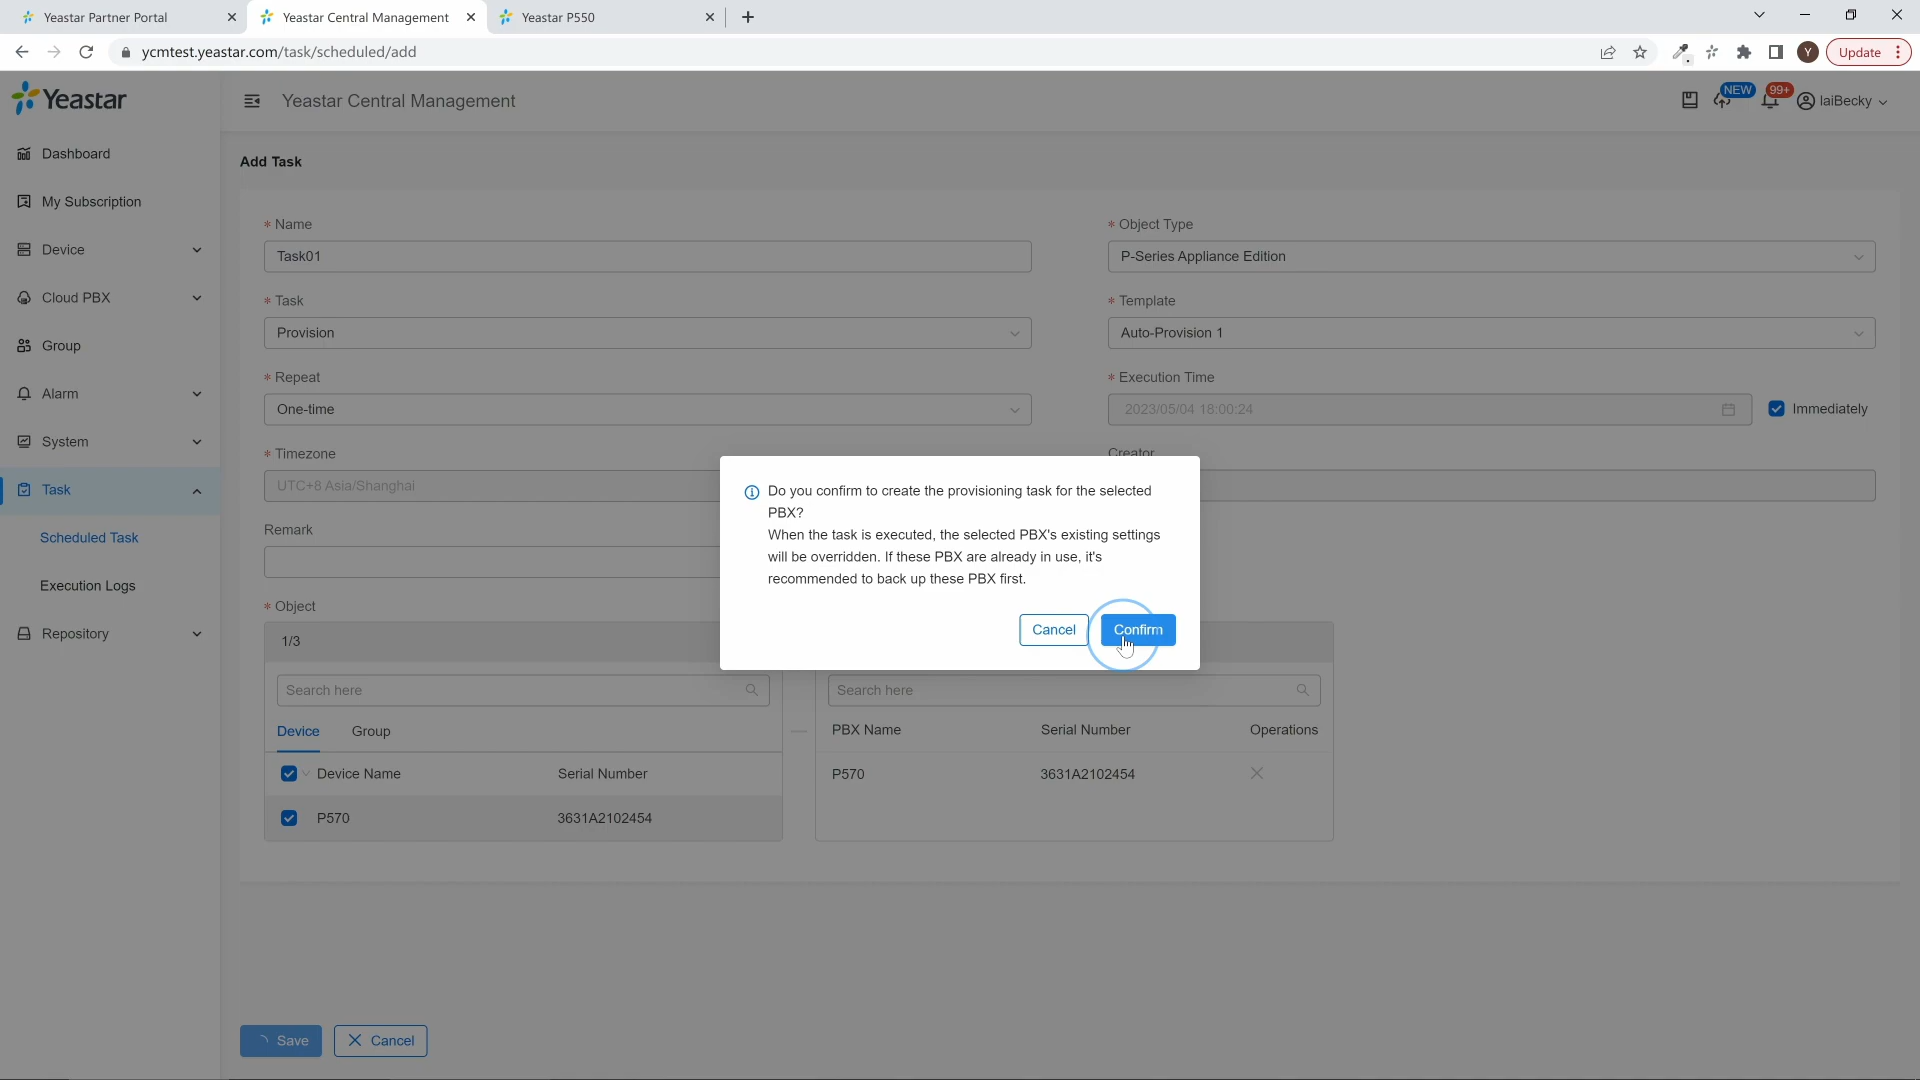 Yeastar Partner Portal
Yeastar Central Management
Yeastar P550
ycmtest.yeastar.com/task/scheduled/add
Y
Update
Yeastar
Yeastar Central Management
NEW
99+
laiBecky
Dashboard
My Subscription
Device
Cloud PBX
Group
Alarm
System
Task
Scheduled Task
Execution Logs
Repository
Add Task
* Name
Task01
* Object Type
P-Series Appliance Edition
* Task
Provision
* Template
Auto-Provision 1
* Repeat
One-time
* Execution Time
2023/05/04 18:00:24
Immediately
* Timezone
UTC+8 Asia/Shanghai
Creator
Remark
Do you confirm to create the provisioning task for the selected
PBX?
When the task is executed, the selected PBX's existing settings
will be overridden. If these PBX are already in use, it's
recommended to back up these PBX first.
Cancel
Confirm
* Object
1/3
Search here
Device Group
Device Name Serial Number
P570 3631A2102454
Search here
PBX Name Serial Number Operations
P570 3631A2102454
Save
Cancel